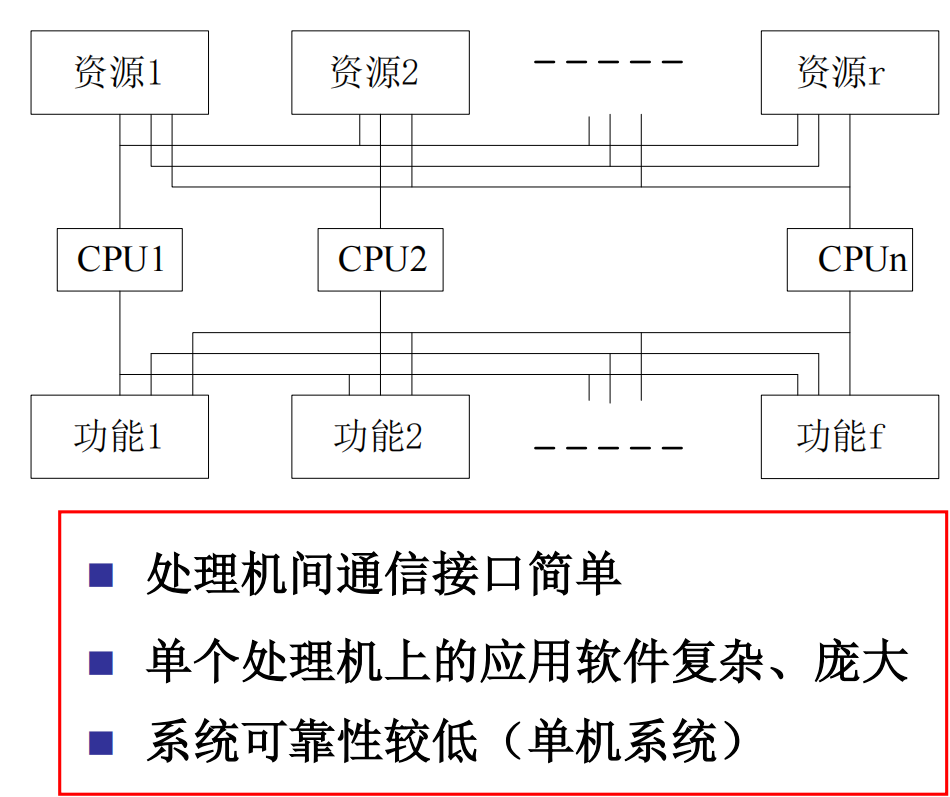 资源1 资源2 资源r
CPU1 CPU2 CPUn
功能1 功能2 功能f
处理机间通信接口简单
单个处理机上的应用软件复杂、庞大
系统可靠性较低（单机系统）